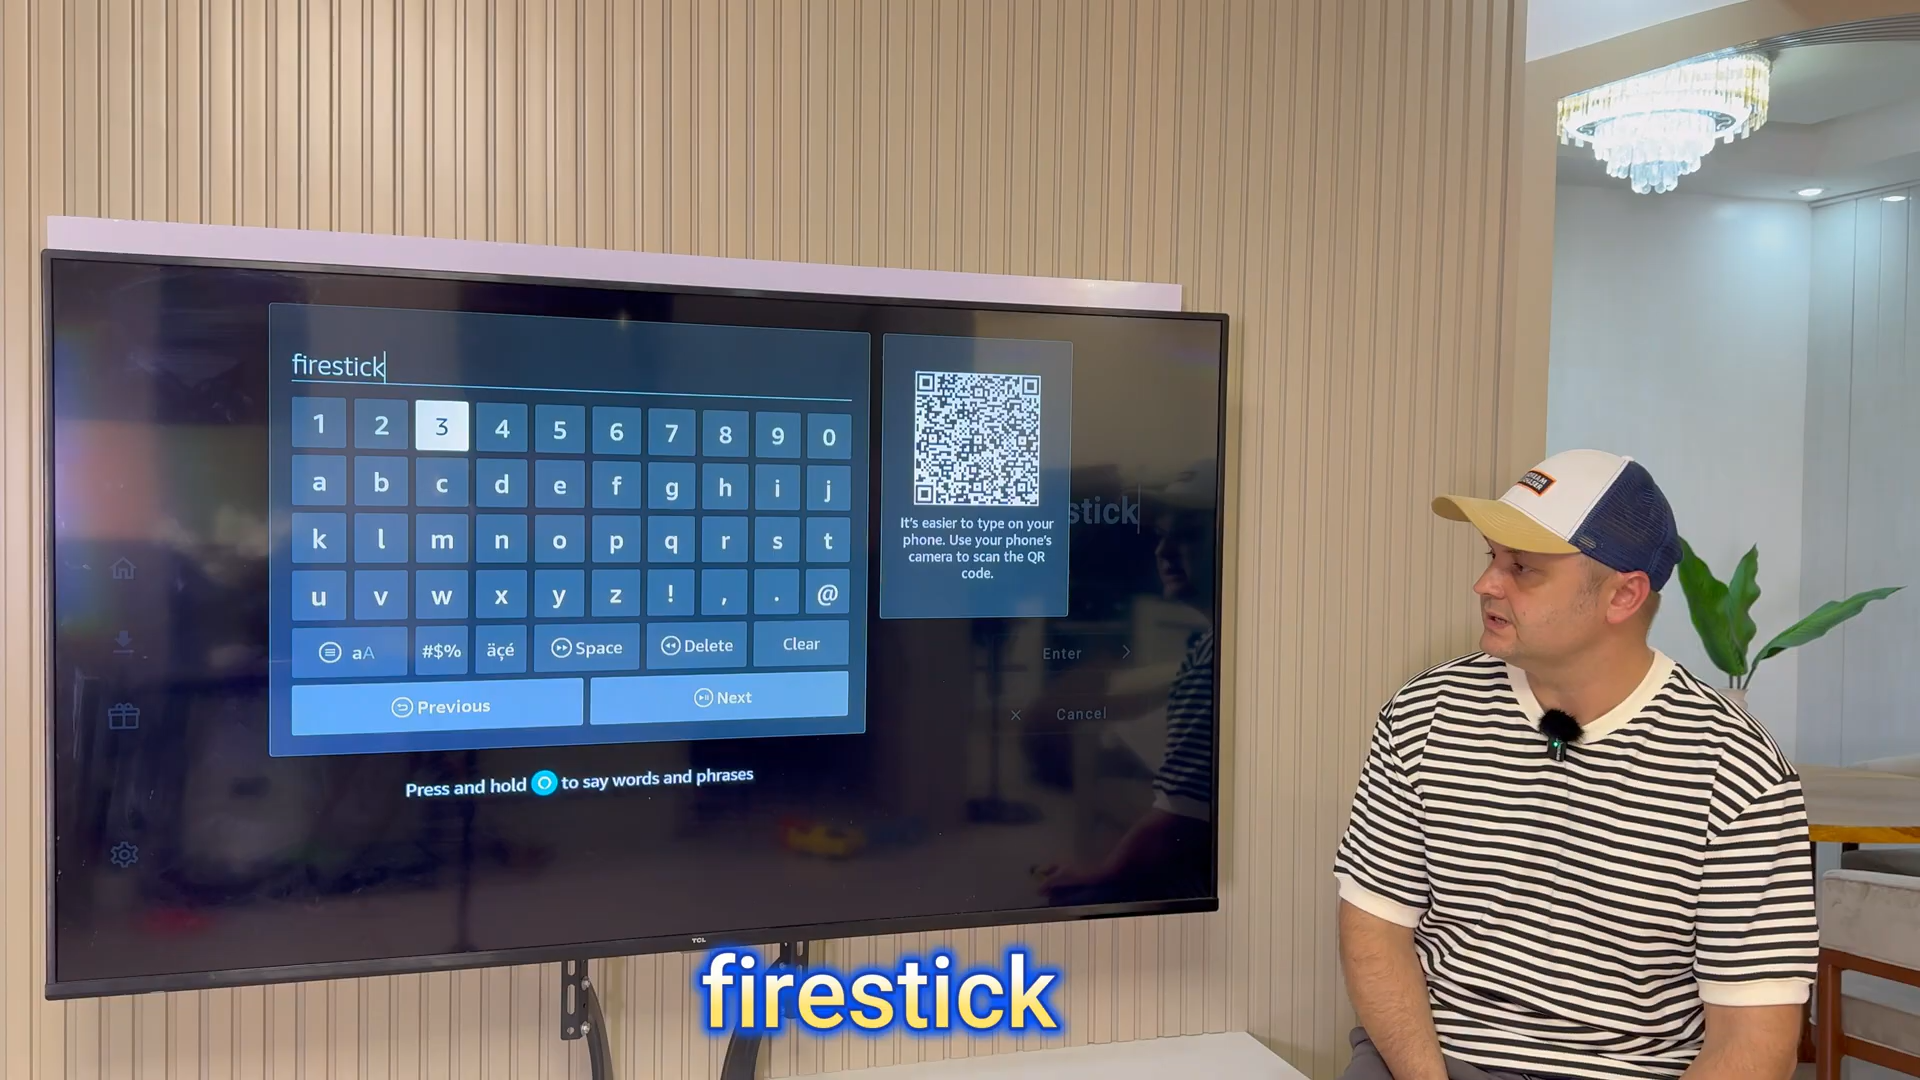 firestick
1 2 3 4 5 6 7 8 9 0
a b c d e f g h i j
k l m n o p q r s t
u v w x y z ! , . @
aA #$% äçé Space Delete Clear
Previous Next
Press and hold to say words and phrases
It's easier to type on your
phone. Use your phone's
camera to scan the QR
code.
stick
Enter
Cancel
TCL
firestick